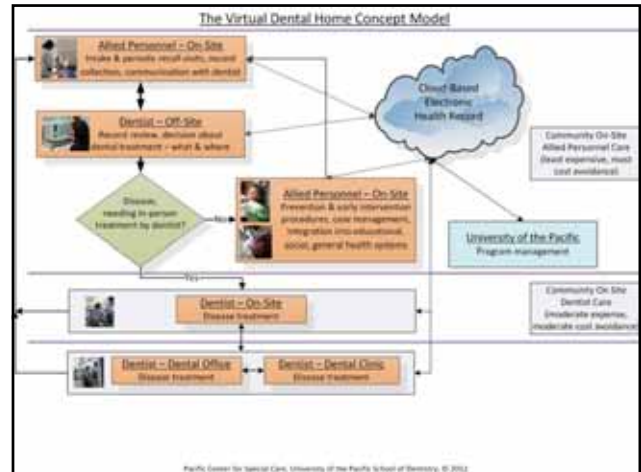 The Virtual Dental Home Concept Model
Allied Personnel – On-Site
Intake & periodic recall visits, record
collection, communication with dentist
Cloud Based
Electronic
Health Record
Dentist – Off-Site
Record review, decision about
dental treatment – what & where
Community On Site
Allied Personnel Care
(least expensive, most
cost avoidance)
Disease,
needing in-person
treatment by dentist?
No
Allied Personnel – On-Site
Prevention & early intervention
procedures, case management,
Integration into educational,
social, general health systems
University of the Pacific
Program management
Yes
Dentist – On-Site
Disease treatment
Community On Site
Dentist Care
(moderate expense,
moderate cost avoidance)
Dentist – Dental Office
Disease treatment
Dentist – Dental Clinic
Disease treatment
Pacific Center for Special Care, University of the Pacific School of Dentistry, © 2012